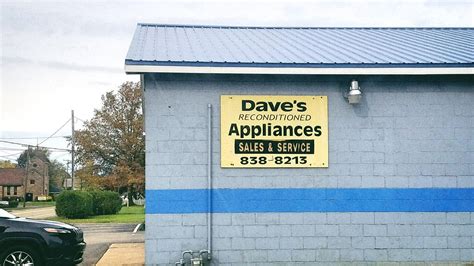 Dave's
RECONDITIONED
Appliances
SALES & SERVICE
838-8213